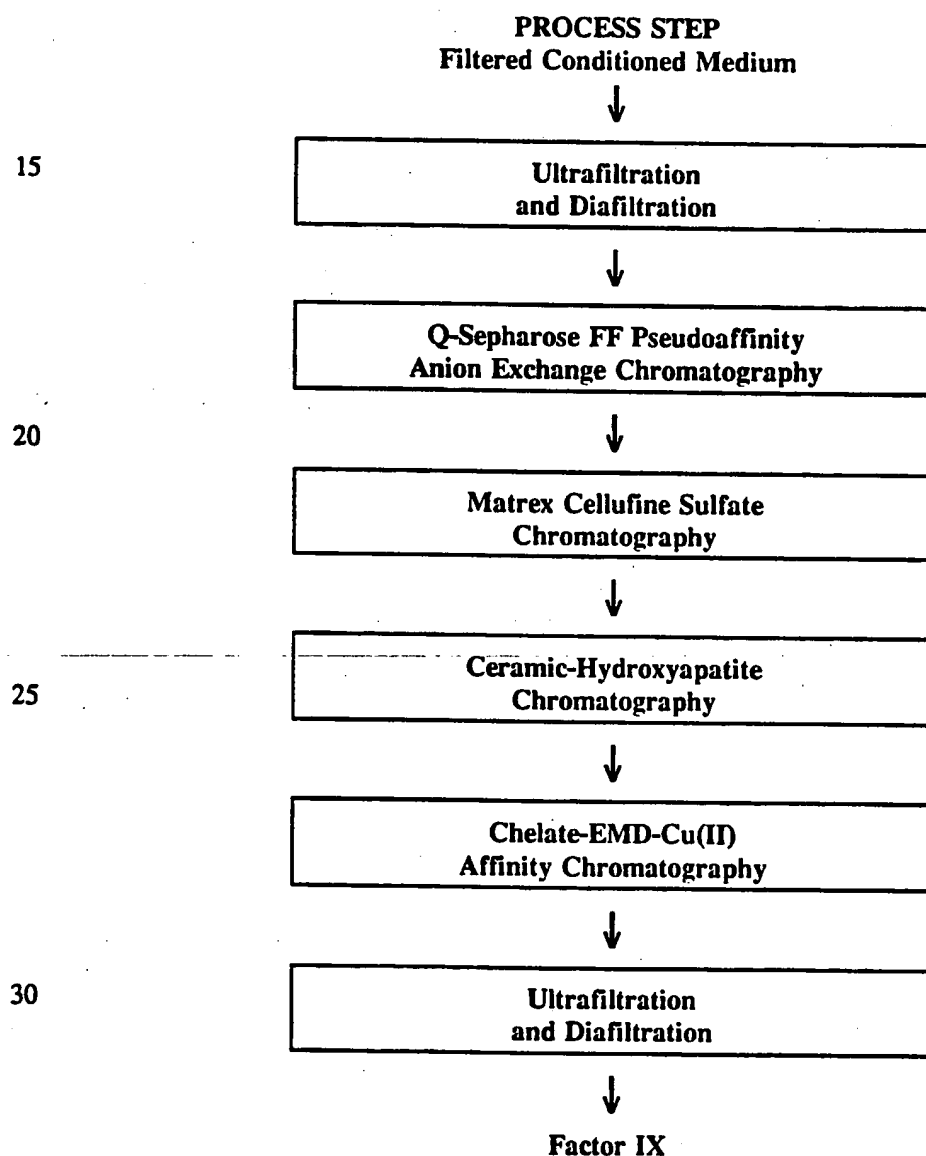 PROCESS STEP
Filtered Conditioned Medium
↓
15
Ultrafiltration
and Diafiltration
↓
Q-Sepharose FF Pseudoaffinity
Anion Exchange Chromatography
↓
20
Matrex Cellufine Sulfate
Chromatography
↓
Ceramic-Hydroxyapatite
25
Chromatography
↓
Chelate-EMD-Cu(II)
Affinity Chromatography
↓
30
Ultrafiltration
and Diafiltration
↓
Factor IX